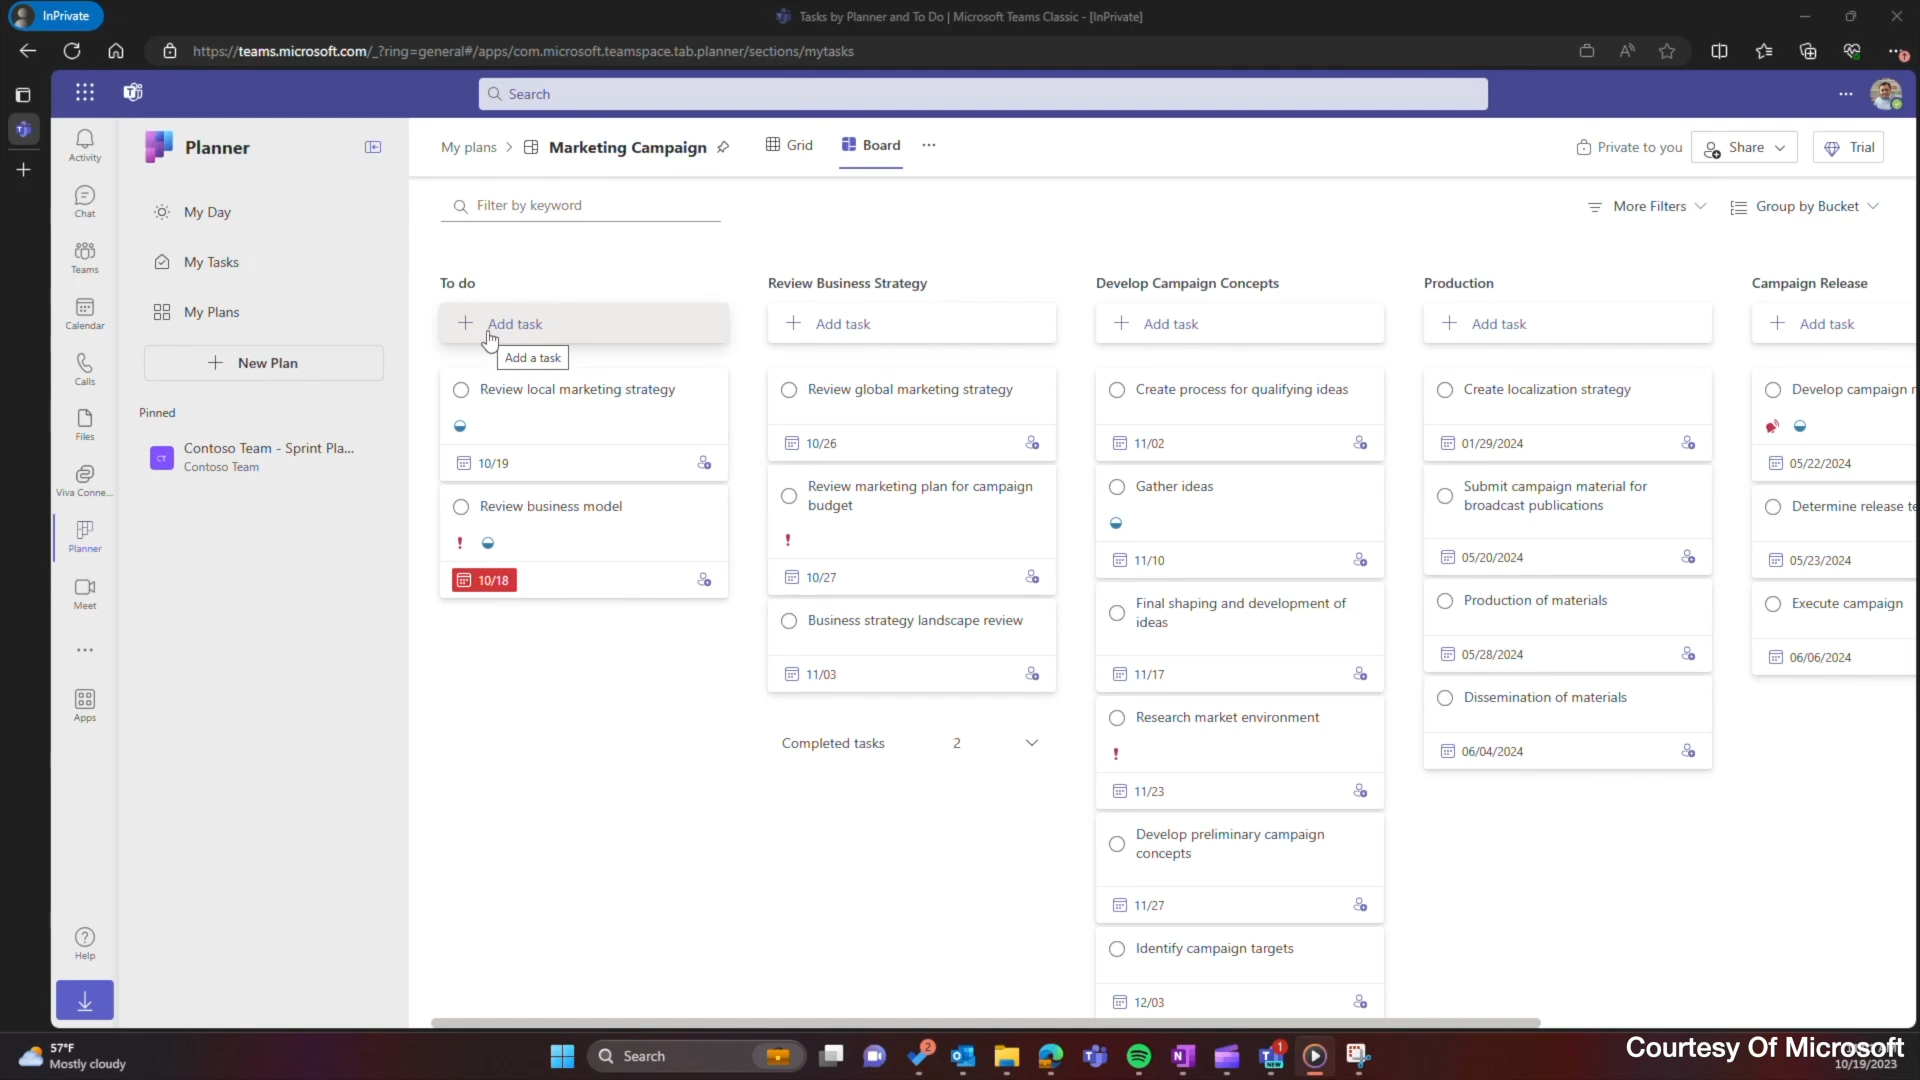 InPrivate
Tasks by Planner and To Do | Microsoft Teams Classic - [InPrivate]
https://teams.microsoft.com/_?ring=general#/apps/com.microsoft.teamspace.tab.planner/sections/mytasks
Search
Activity
Chat
Teams
Calendar
Calls
Files
Viva Conne...
Planner
Meet
Apps
Help
Planner
My Day
My Tasks
My Plans
New Plan
Pinned
CT
Contoso Team - Sprint Pla...
Contoso Team
My plans > Marketing Campaign
Grid
Board
Private to you
Share
Trial
Filter by keyword
More Filters
Group by Bucket
To do
Add task
Add a task
Review local marketing strategy
10/19
Review business model
10/18
Review Business Strategy
Add task
Review global marketing strategy
10/26
Review marketing plan for campaign
budget
10/27
Business strategy landscape review
11/03
Completed tasks 2
Develop Campaign Concepts
Add task
Create process for qualifying ideas
11/02
Gather ideas
11/10
Final shaping and development of
ideas
11/17
Research market environment
11/23
Develop preliminary campaign
concepts
11/27
Identify campaign targets
12/03
Production
Add task
Create localization strategy
01/29/2024
Submit campaign material for
broadcast publications
05/20/2024
Production of materials
05/28/2024
Dissemination of materials
06/04/2024
Campaign Release
Add task
Develop campaign
05/22/2024
Determine release
05/23/2024
Execute campaign
06/06/2024
57°F
Mostly cloudy
Search
2
1
NEW
Courtesy Of Microsoft
10/19/2023